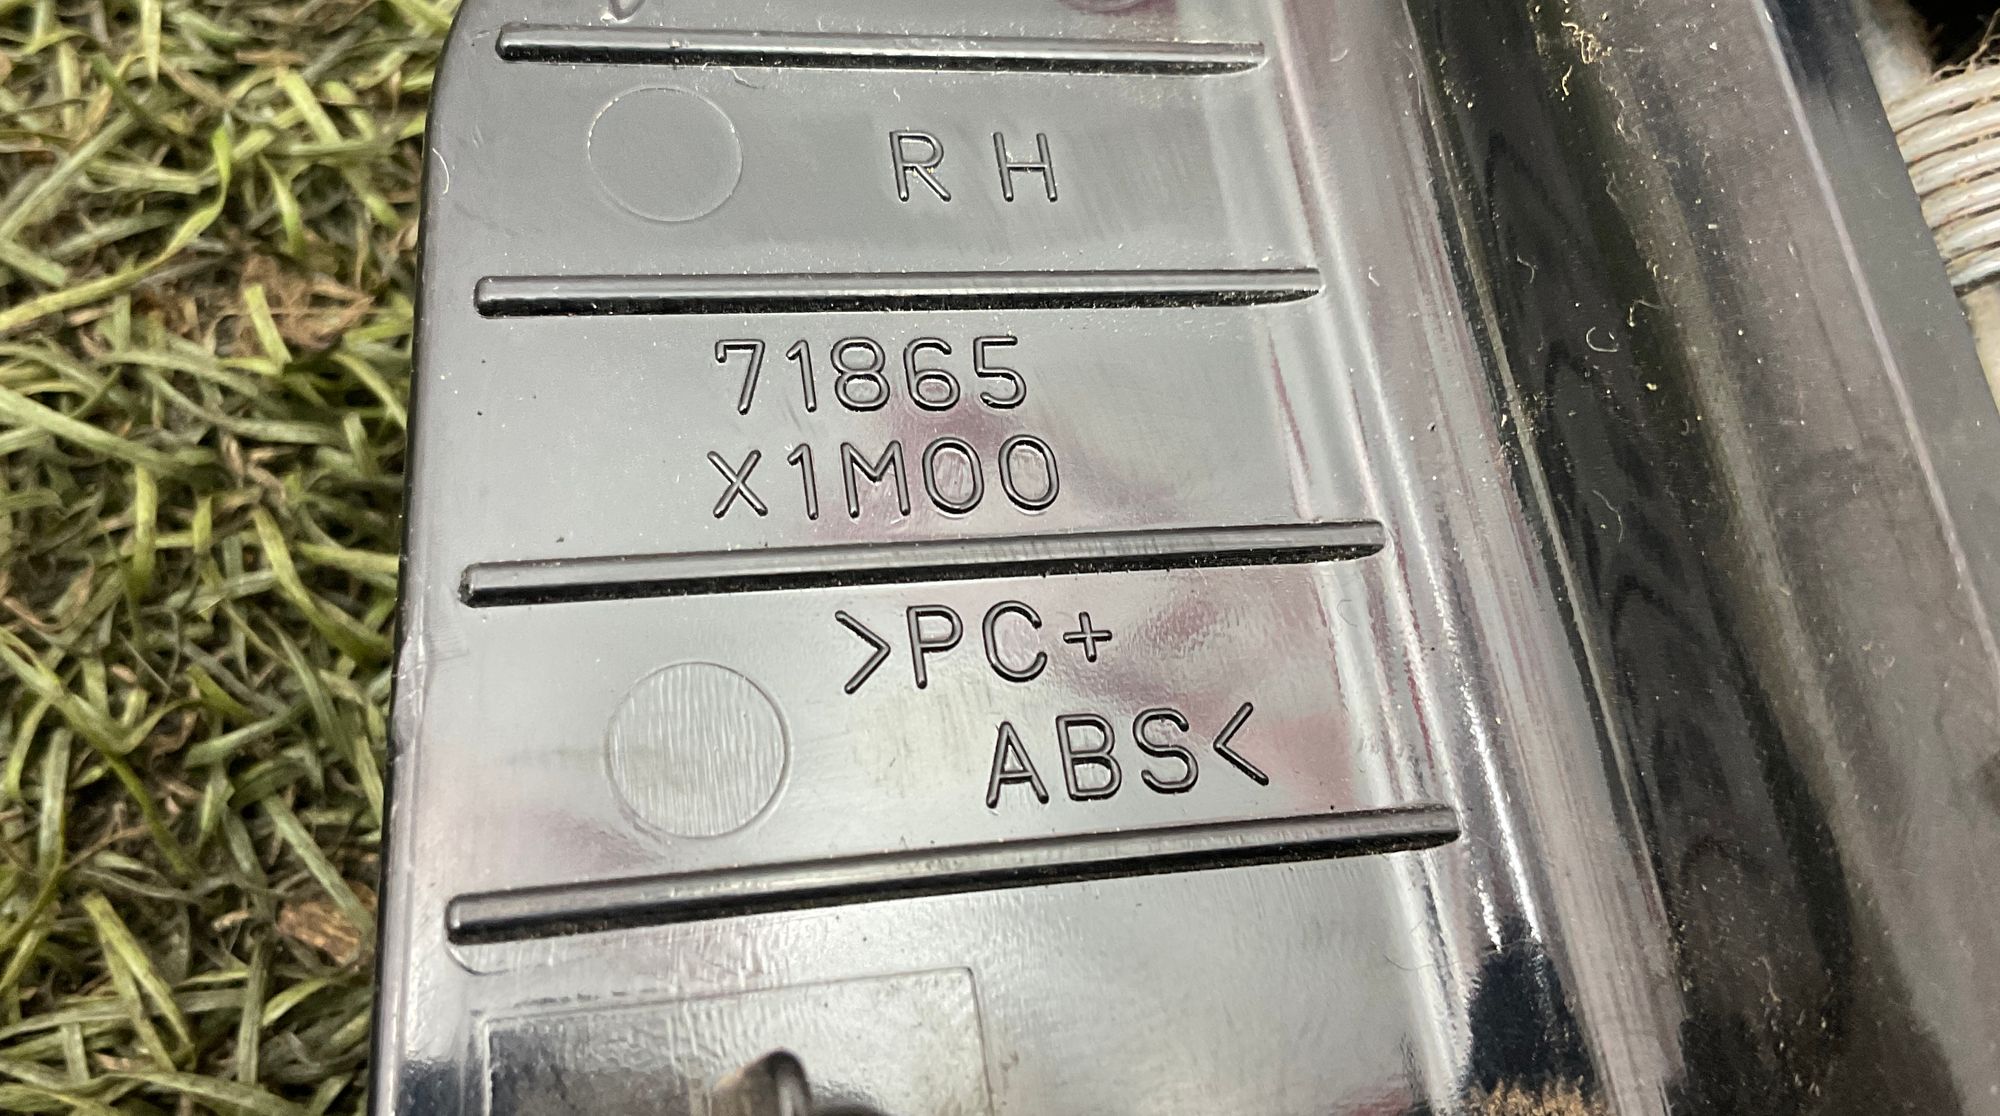 RH
71865
X1M00
>PC+
ABS<